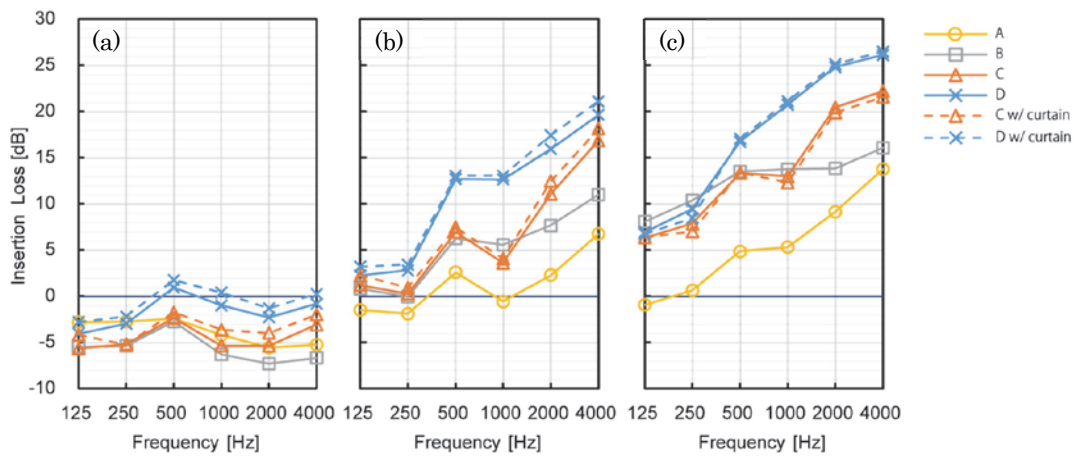 30
25
20
15
10
5
0
-5
-10
Insertion Loss [dB]
(a)
(b)
(c)
125 250 500 1000 2000 4000
125 250 500 1000 2000 4000
125 250 500 1000 2000 4000
Frequency [Hz]
Frequency [Hz]
Frequency [Hz]
A
B
C
D
C w/ curtain
D w/ curtain